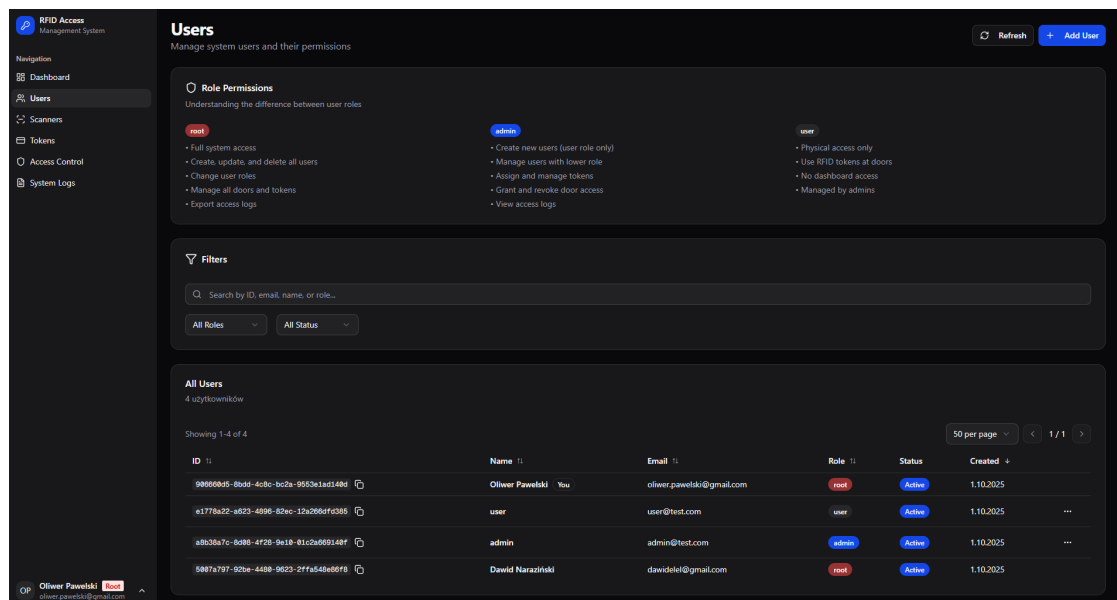 RFID Access
Management System
Navigation
Dashboard
Users
Scanners
Tokens
Access Control
System Logs
Users
Manage system users and their permissions
Refresh
+ Add User
Role Permissions
Understanding the difference between user roles
root
• Full system access
• Create, update, and delete all users
• Change user roles
• Manage all doors and tokens
• Export access logs
admin
• Create new users (user role only)
• Manage users with lower role
• Assign and manage tokens
• Grant and revoke door access
• View access logs
user
• Physical access only
• Use RFID tokens at doors
• No dashboard access
• Managed by admins
Filters
Search by ID, email, name, or role...
All Roles
All Status
All Users
4 użytkowników
Showing 1-4 of 4
50 per page
1 / 1
ID Name Email Role Status Created
906660d5-8bdd-4c8c-bc2a-9553e1ad140d Oliwer Pawelski You oliwer.pawelski@gmail.com root Active 1.10.2025
e1778a22-a623-4896-82ec-12a266dfd385 user user@test.com user Active 1.10.2025 ...
a8b38a7c-8d08-4f28-9e10-01c2a669140f admin admin@test.com admin Active 1.10.2025 ...
5007a797-92be-4480-9623-2ffa548e86f8 Dawid Naraziński dawidelel@gmail.com root Active 1.10.2025
OP
Oliwer Pawelski Root
oliwer.pawelski@gmail.com